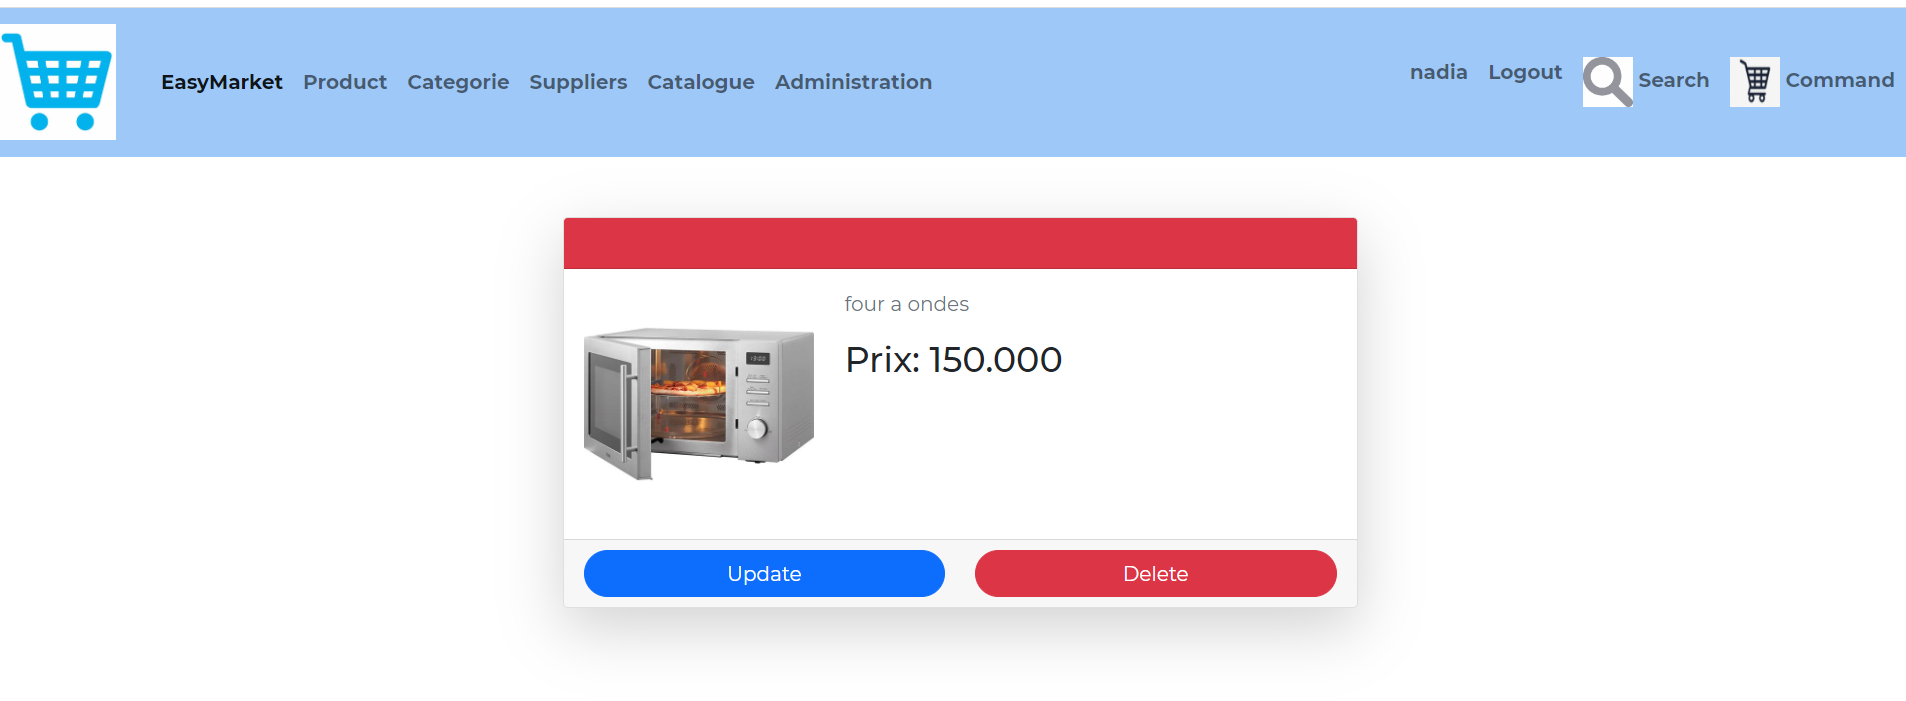 EasyMarket Product Categorie Suppliers Catalogue Administration nadia Logout Search Command
four a ondes
Prix: 150.000
Update Delete